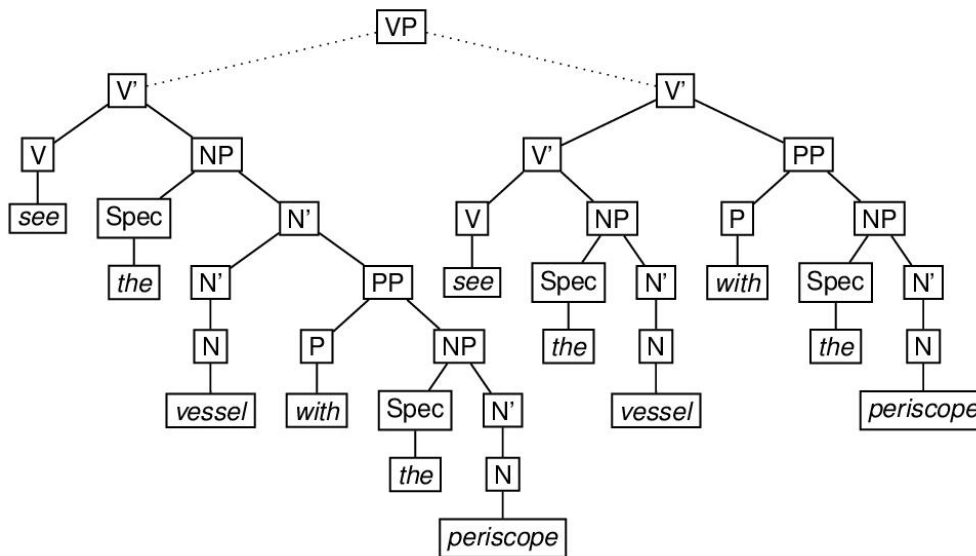 VP
V' V'
V NP V' PP
see Spec N' V NP P NP
the N' PP see Spec N' with Spec N'
N P NP the N the N
vessel with Spec N' vessel periscope
the N
periscope